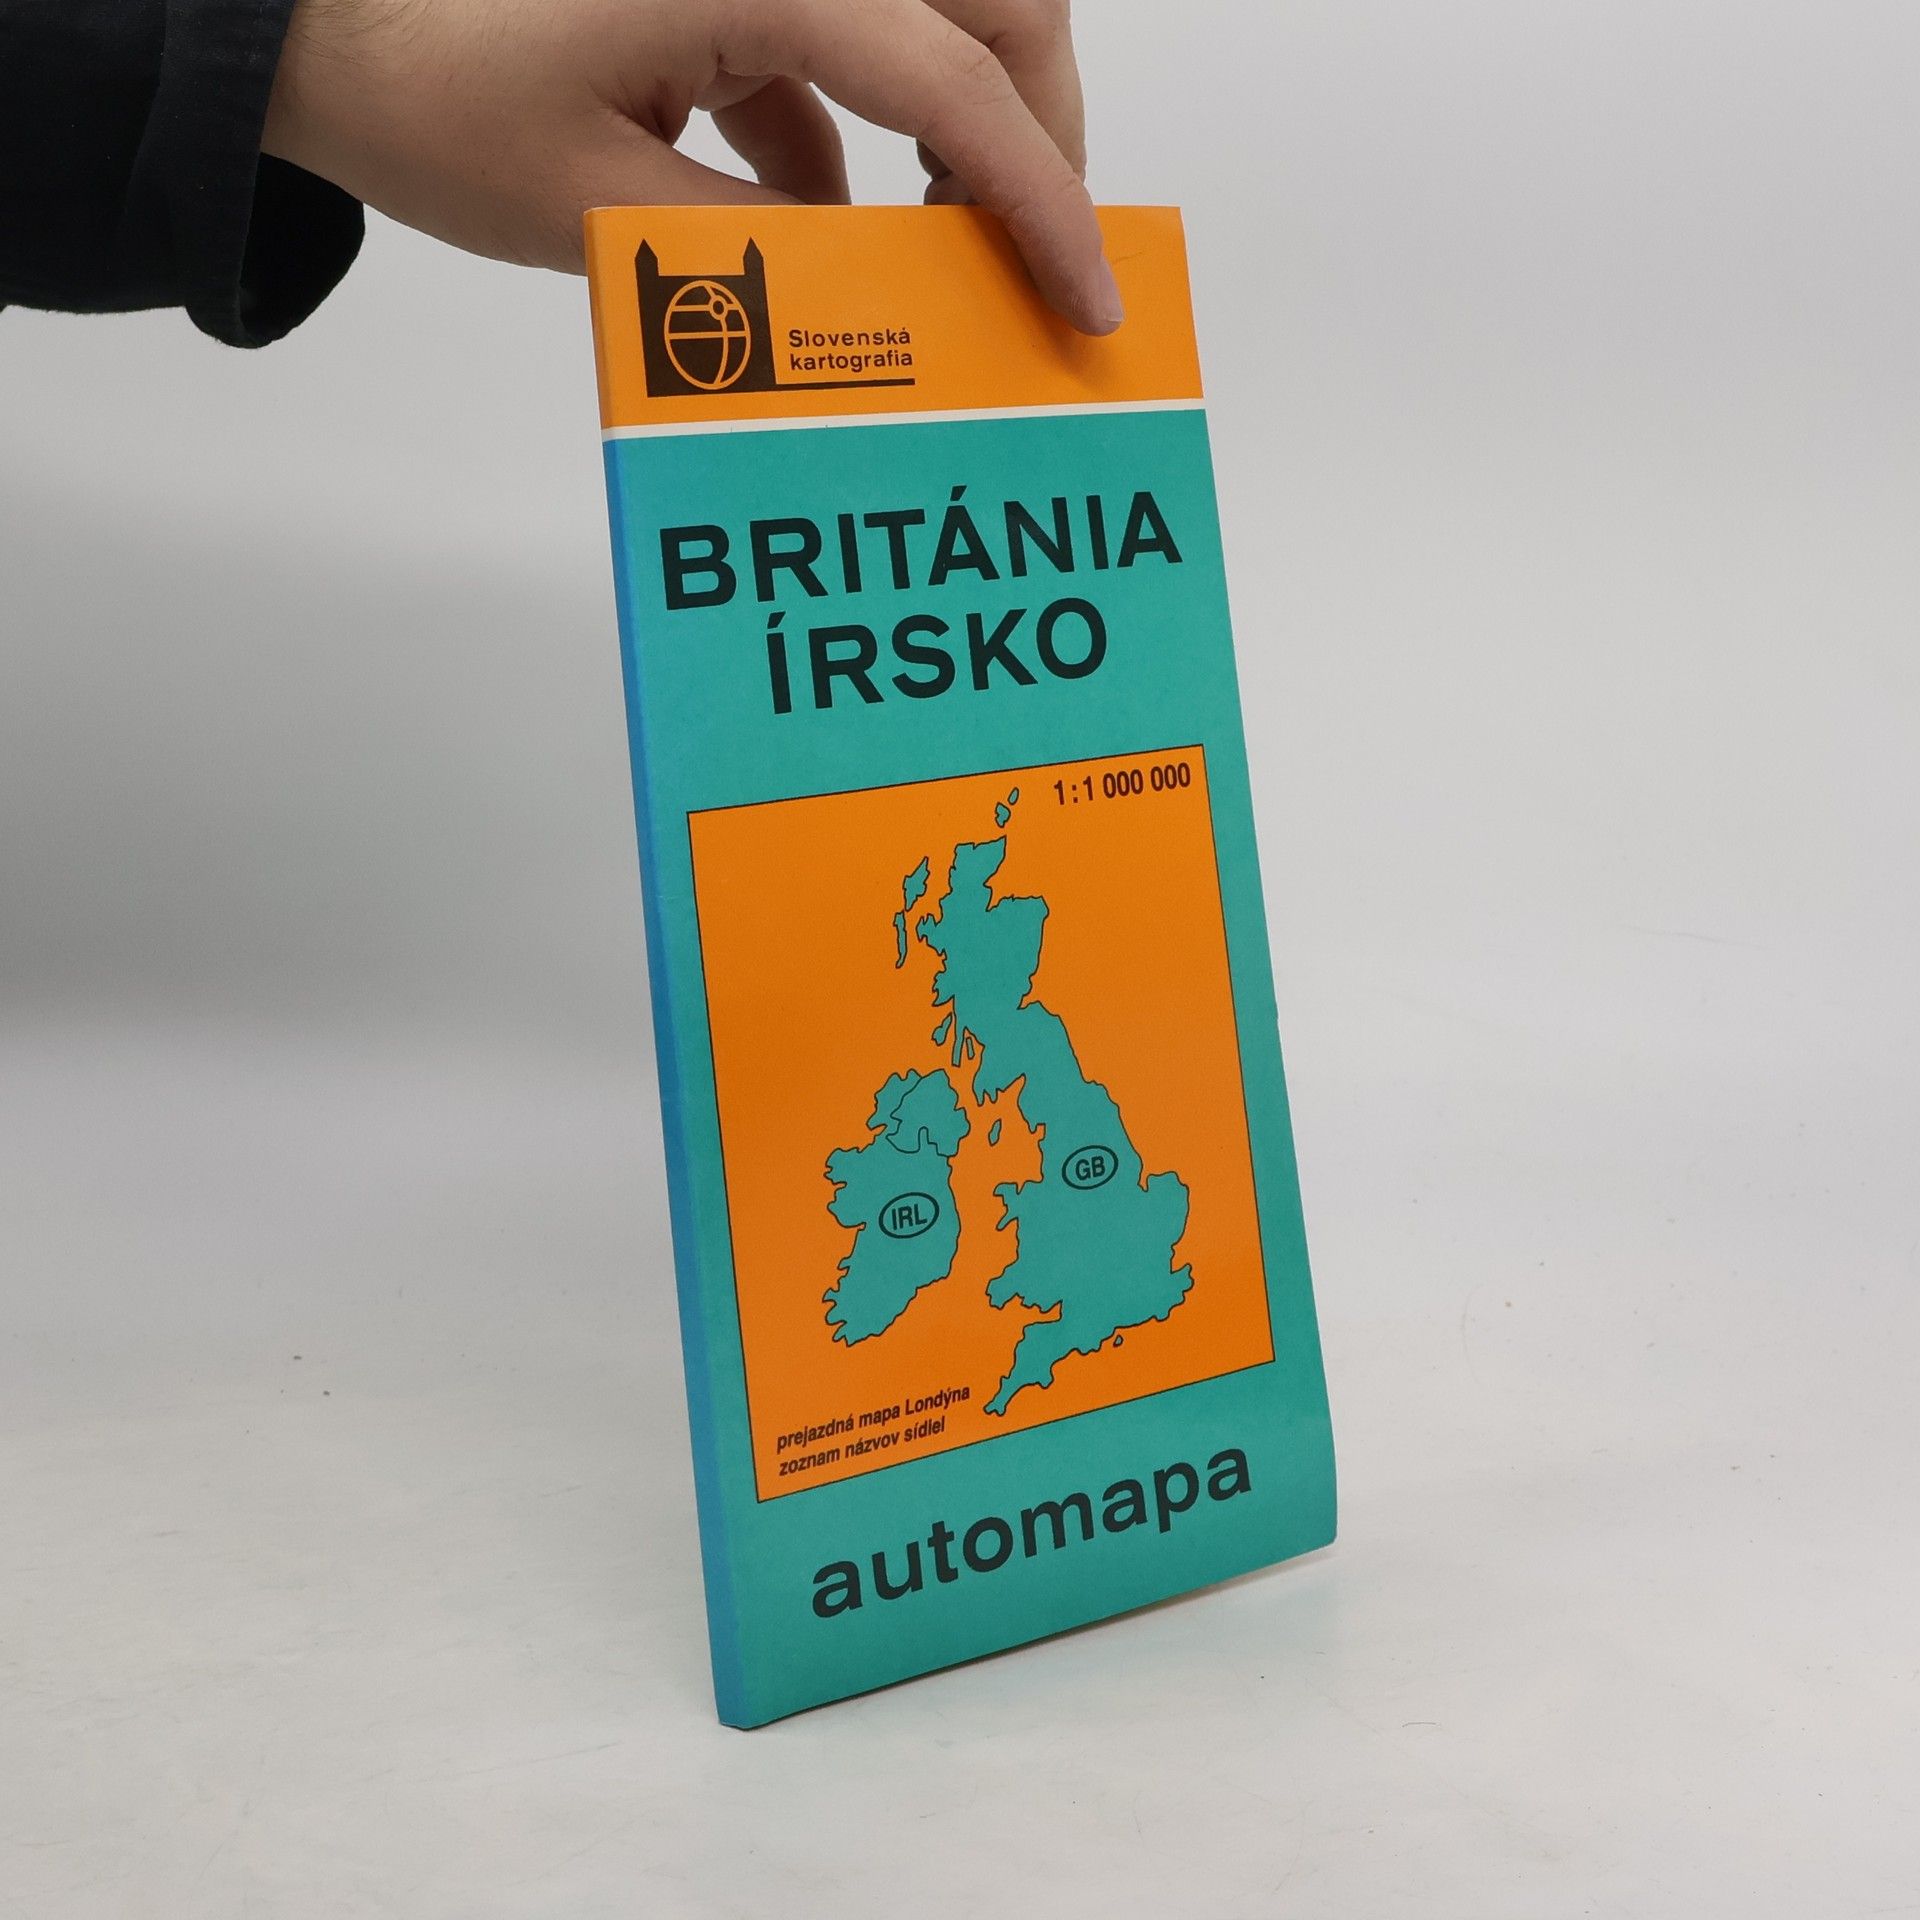 Slovenská
kartografia
BRITÁNIA
ÍRSKO
1:1 000 000
GB
IRL
prejazdná mapa Londýna
zoznam názvov sídiel
automapa